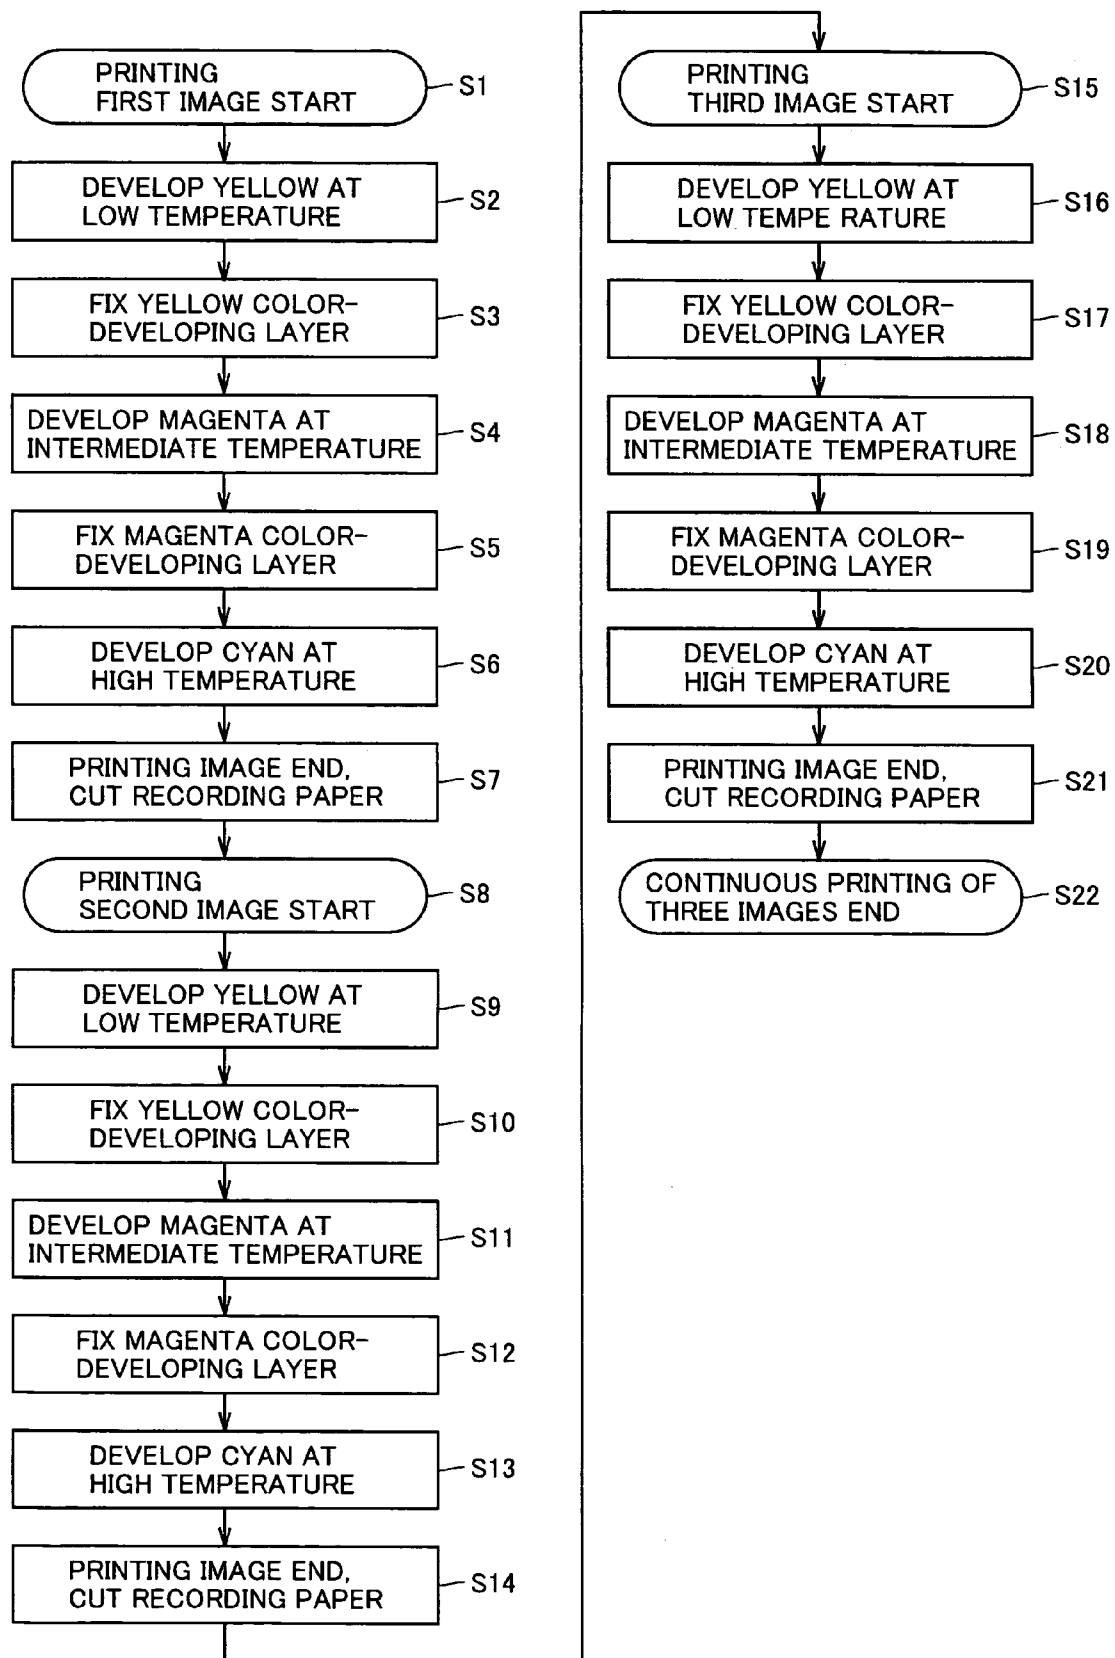 PRINTING
FIRST IMAGE START
S1
DEVELOP YELLOW AT
LOW TEMPERATURE
S2
FIX YELLOW COLOR-
DEVELOPING LAYER
S3
DEVELOP MAGENTA AT
INTERMEDIATE TEMPERATURE
S4
FIX MAGENTA COLOR-
DEVELOPING LAYER
S5
DEVELOP CYAN AT
HIGH TEMPERATURE
S6
PRINTING IMAGE END,
CUT RECORDING PAPER
S7
PRINTING
SECOND IMAGE START
S8
DEVELOP YELLOW AT
LOW TEMPERATURE
S9
FIX YELLOW COLOR-
DEVELOPING LAYER
S10
DEVELOP MAGENTA AT
INTERMEDIATE TEMPERATURE
S11
FIX MAGENTA COLOR-
DEVELOPING LAYER
S12
DEVELOP CYAN AT
HIGH TEMPERATURE
S13
PRINTING IMAGE END,
CUT RECORDING PAPER
S14
PRINTING
THIRD IMAGE START
S15
DEVELOP YELLOW AT
LOW TEMPE RATURE
S16
FIX YELLOW COLOR-
DEVELOPING LAYER
S17
DEVELOP MAGENTA AT
INTERMEDIATE TEMPERATURE
S18
FIX MAGENTA COLOR-
DEVELOPING LAYER
S19
DEVELOP CYAN AT
HIGH TEMPERATURE
S20
PRINTING IMAGE END,
CUT RECORDING PAPER
S21
CONTINUOUS PRINTING OF
THREE IMAGES END
S22